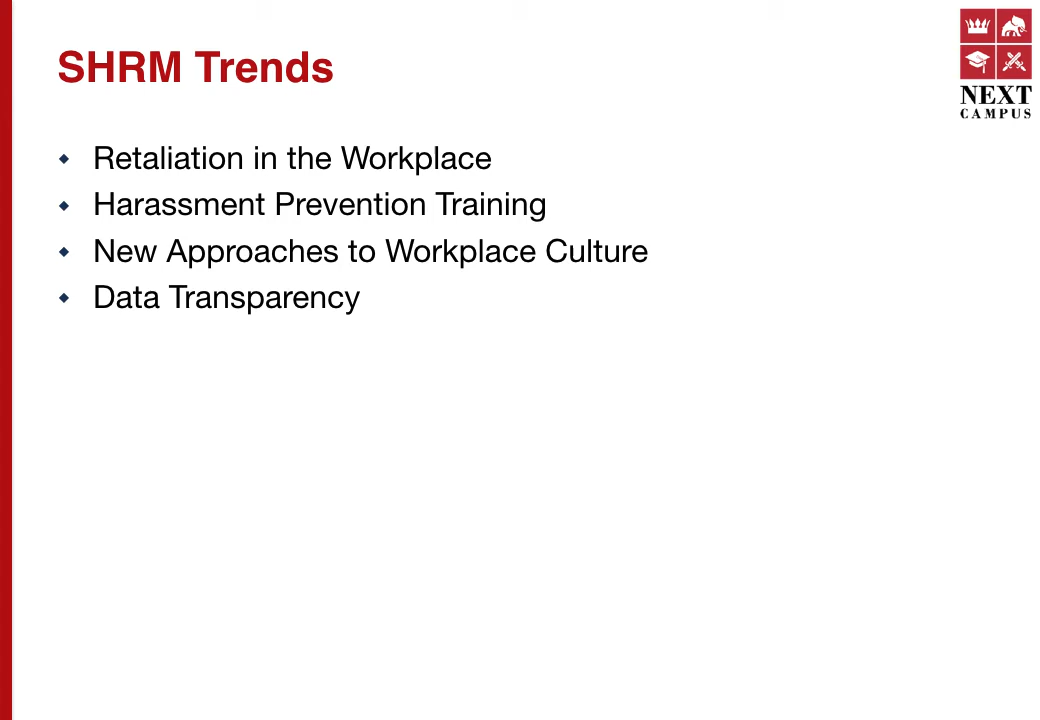 SHRM Trends
NEXT
CAMPUS
Retaliation in the Workplace
Harassment Prevention Training
New Approaches to Workplace Culture
Data Transparency